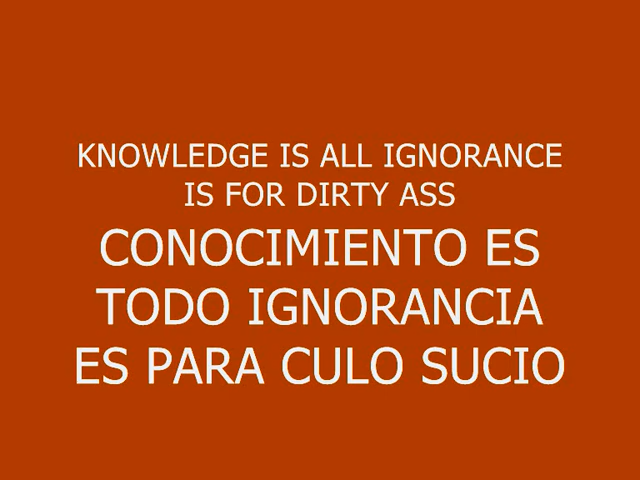 KNOWLEDGE IS ALL IGNORANCE
IS FOR DIRTY ASS
CONOCIMIENTO ES
TODO IGNORANCIA
ES PARA CULO SUCIO